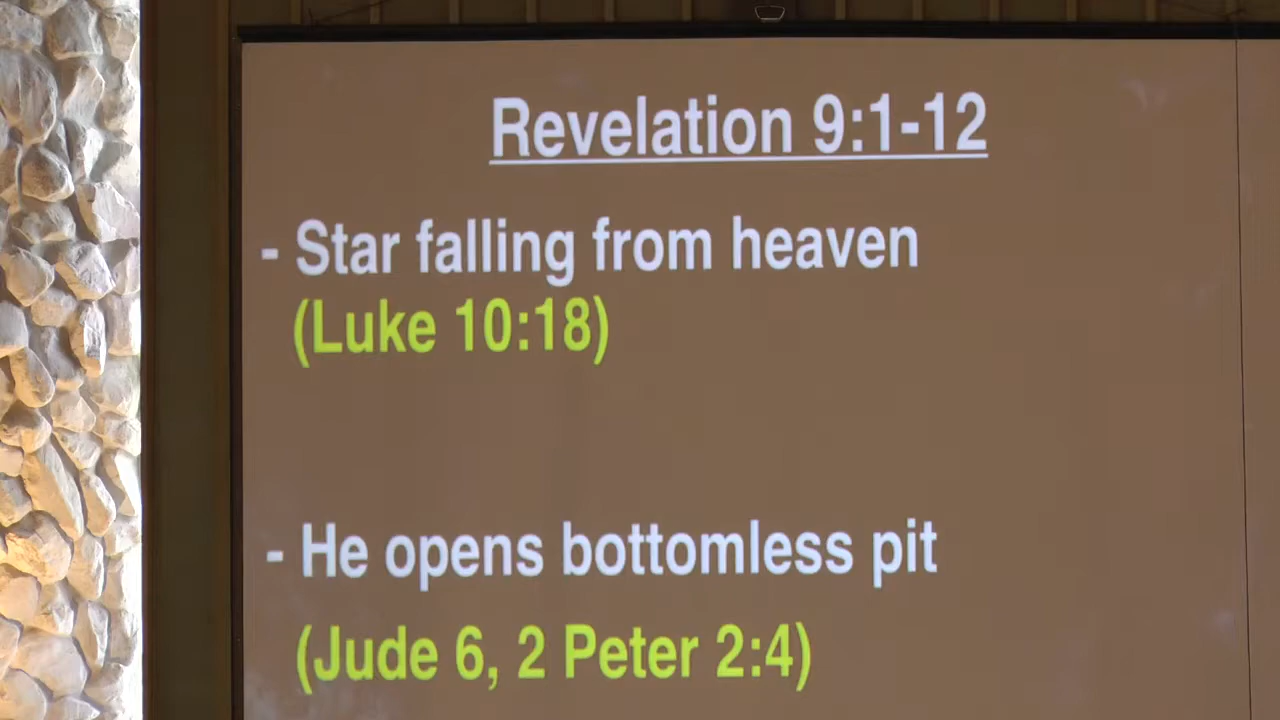 Revelation 9:1-12
- Star falling from heaven
(Luke 10:18)
- He opens bottomless pit
(Jude 6, 2 Peter 2:4)